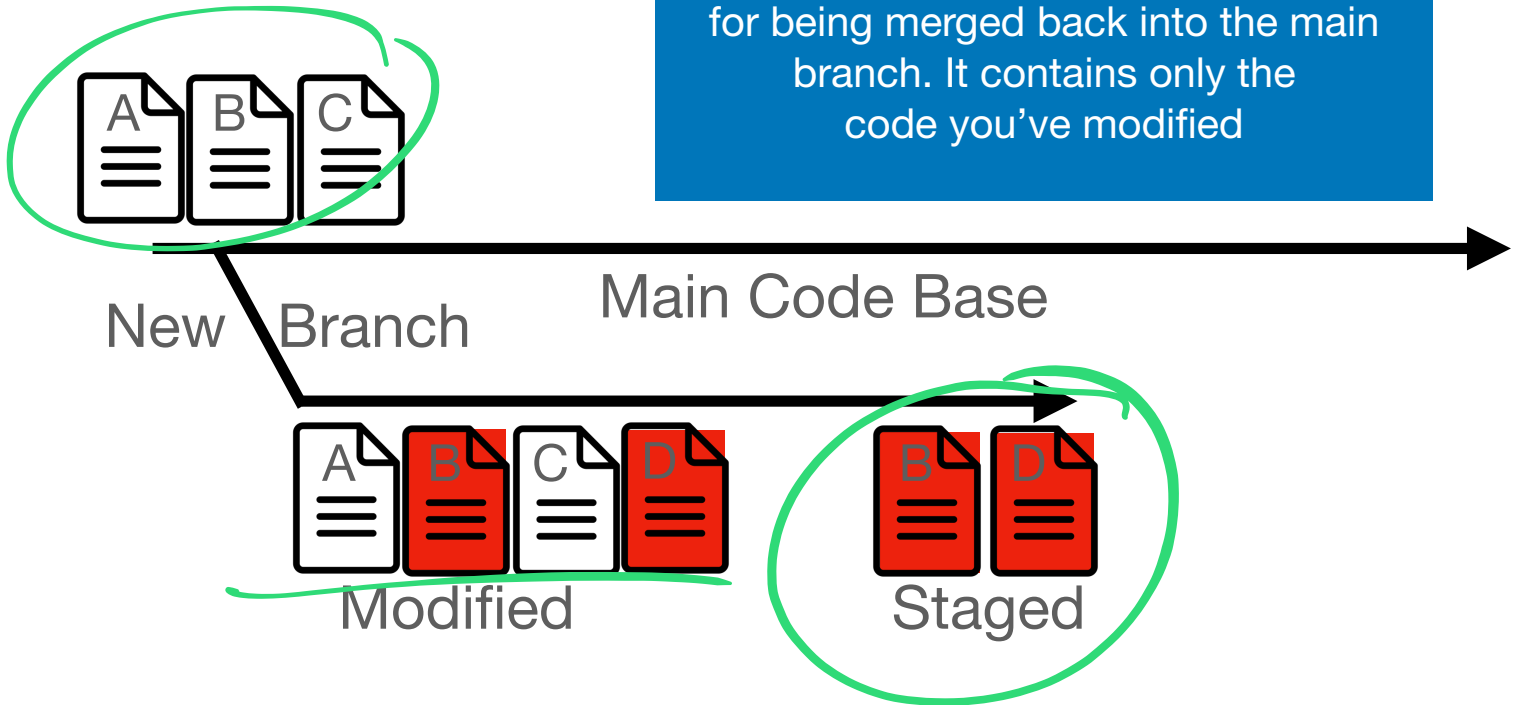 for being merged back into the main
branch. It contains only the
code you’ve modified
A B C
Main Code Base
New Branch
A B C D
B D
Modified
Staged